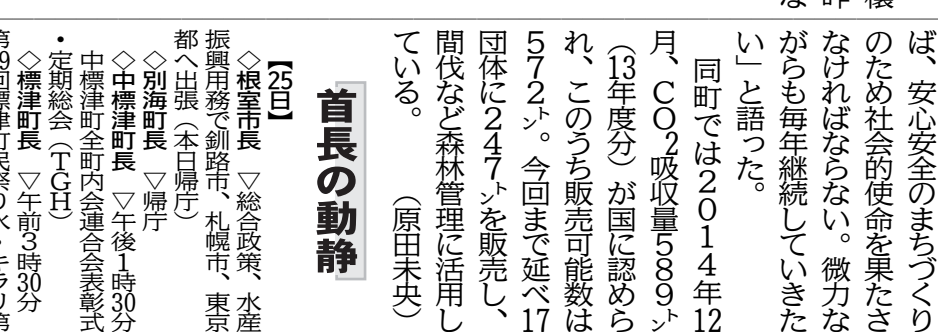 ば、安心安全のまちづくり
のため社会的使命を果たさ
なければならない。微力な
がらも毎年継続していきた
い」と語った。
同町では２０１４年12
月、ＣＯ２吸収量５８９㌧
（13年度分）が国に認めら
れ、このうち販売可能数は
５７２㌧。今回まで延べ17
団体に２４７㌧を販売し、
間伐など森林管理に活用し
ている。　（原田未央）
首長の動静
【25日】
◇根室市長　▽総合政策、水産
振興用務で釧路市、札幌市、東京
都へ出張（本日帰庁）
◇別海町長　▽帰庁
◇中標津町長　▽午後1時30分
中標津町全町内会連合会表彰式
・定期総会（ＴＧＨ）
◇標津町長　▽午前3時30分